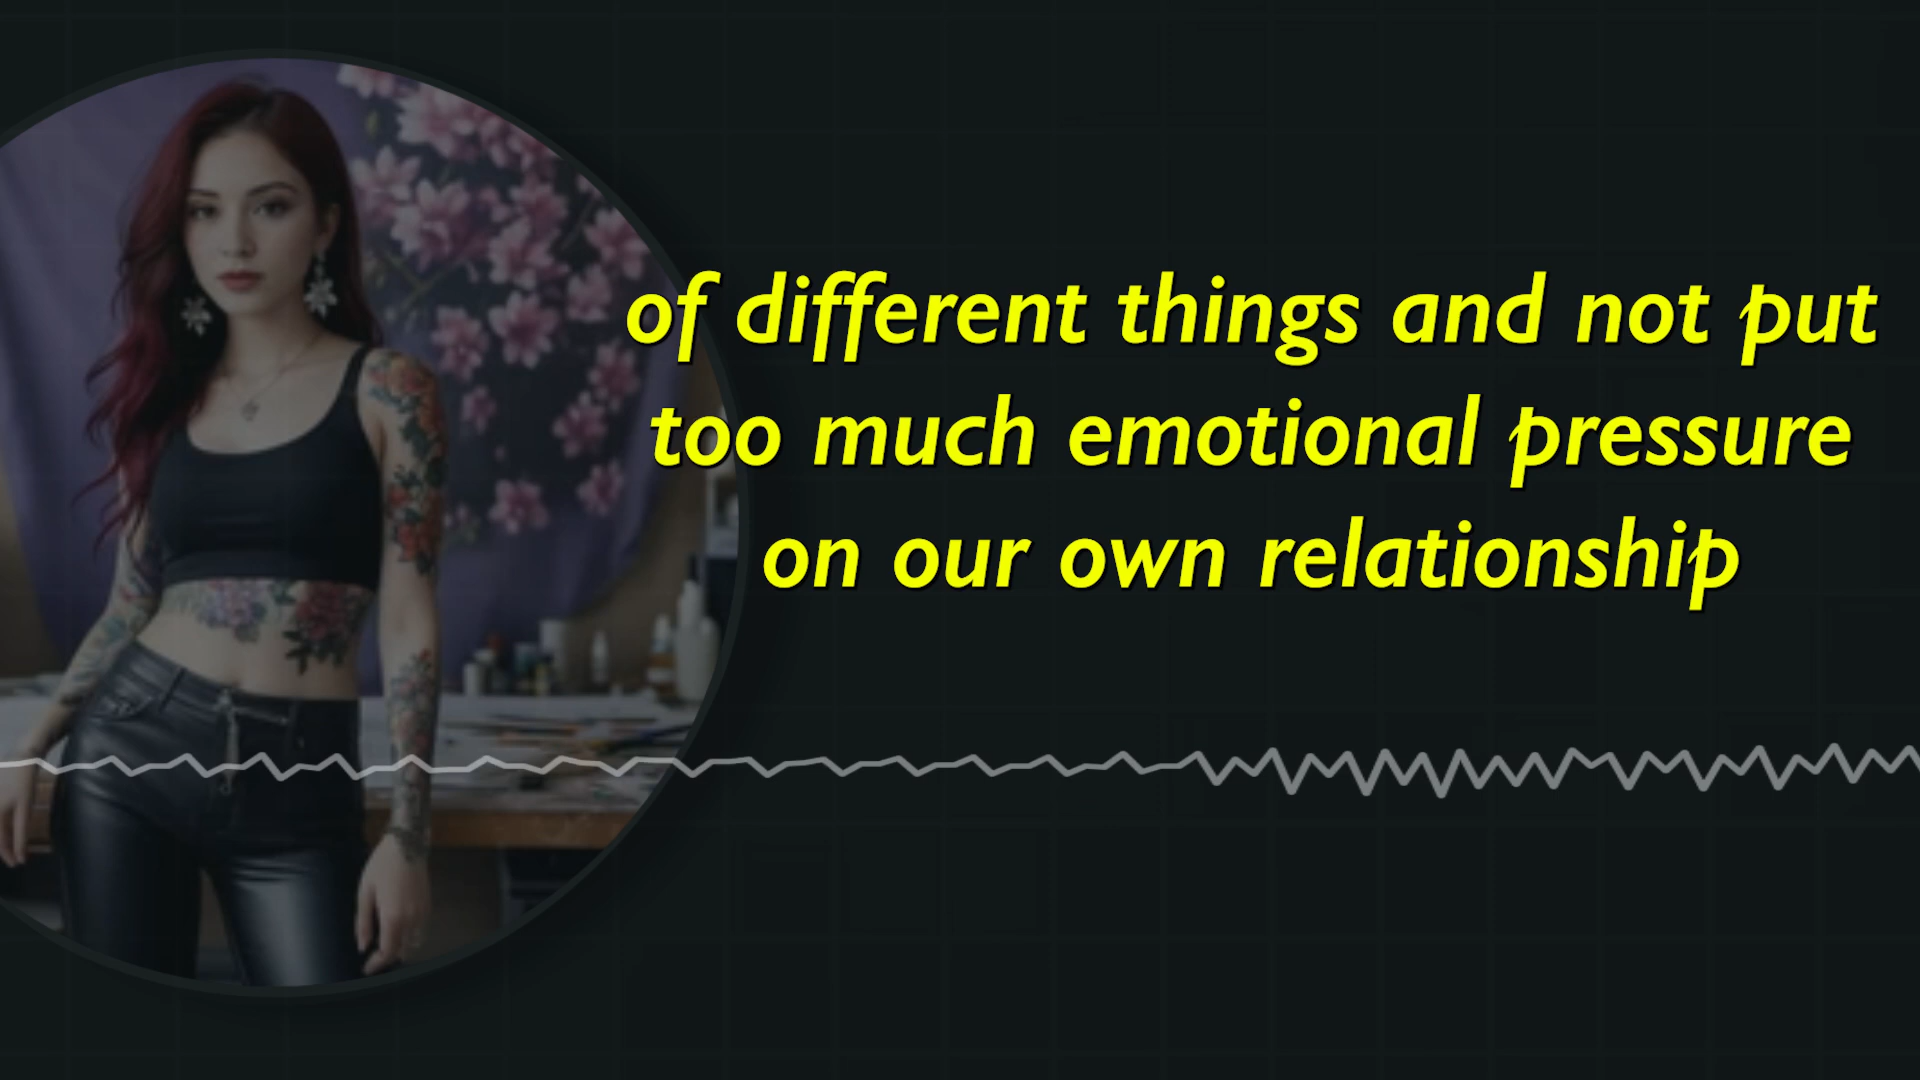 of different things and not put
too much emotional pressure
on our own relationship